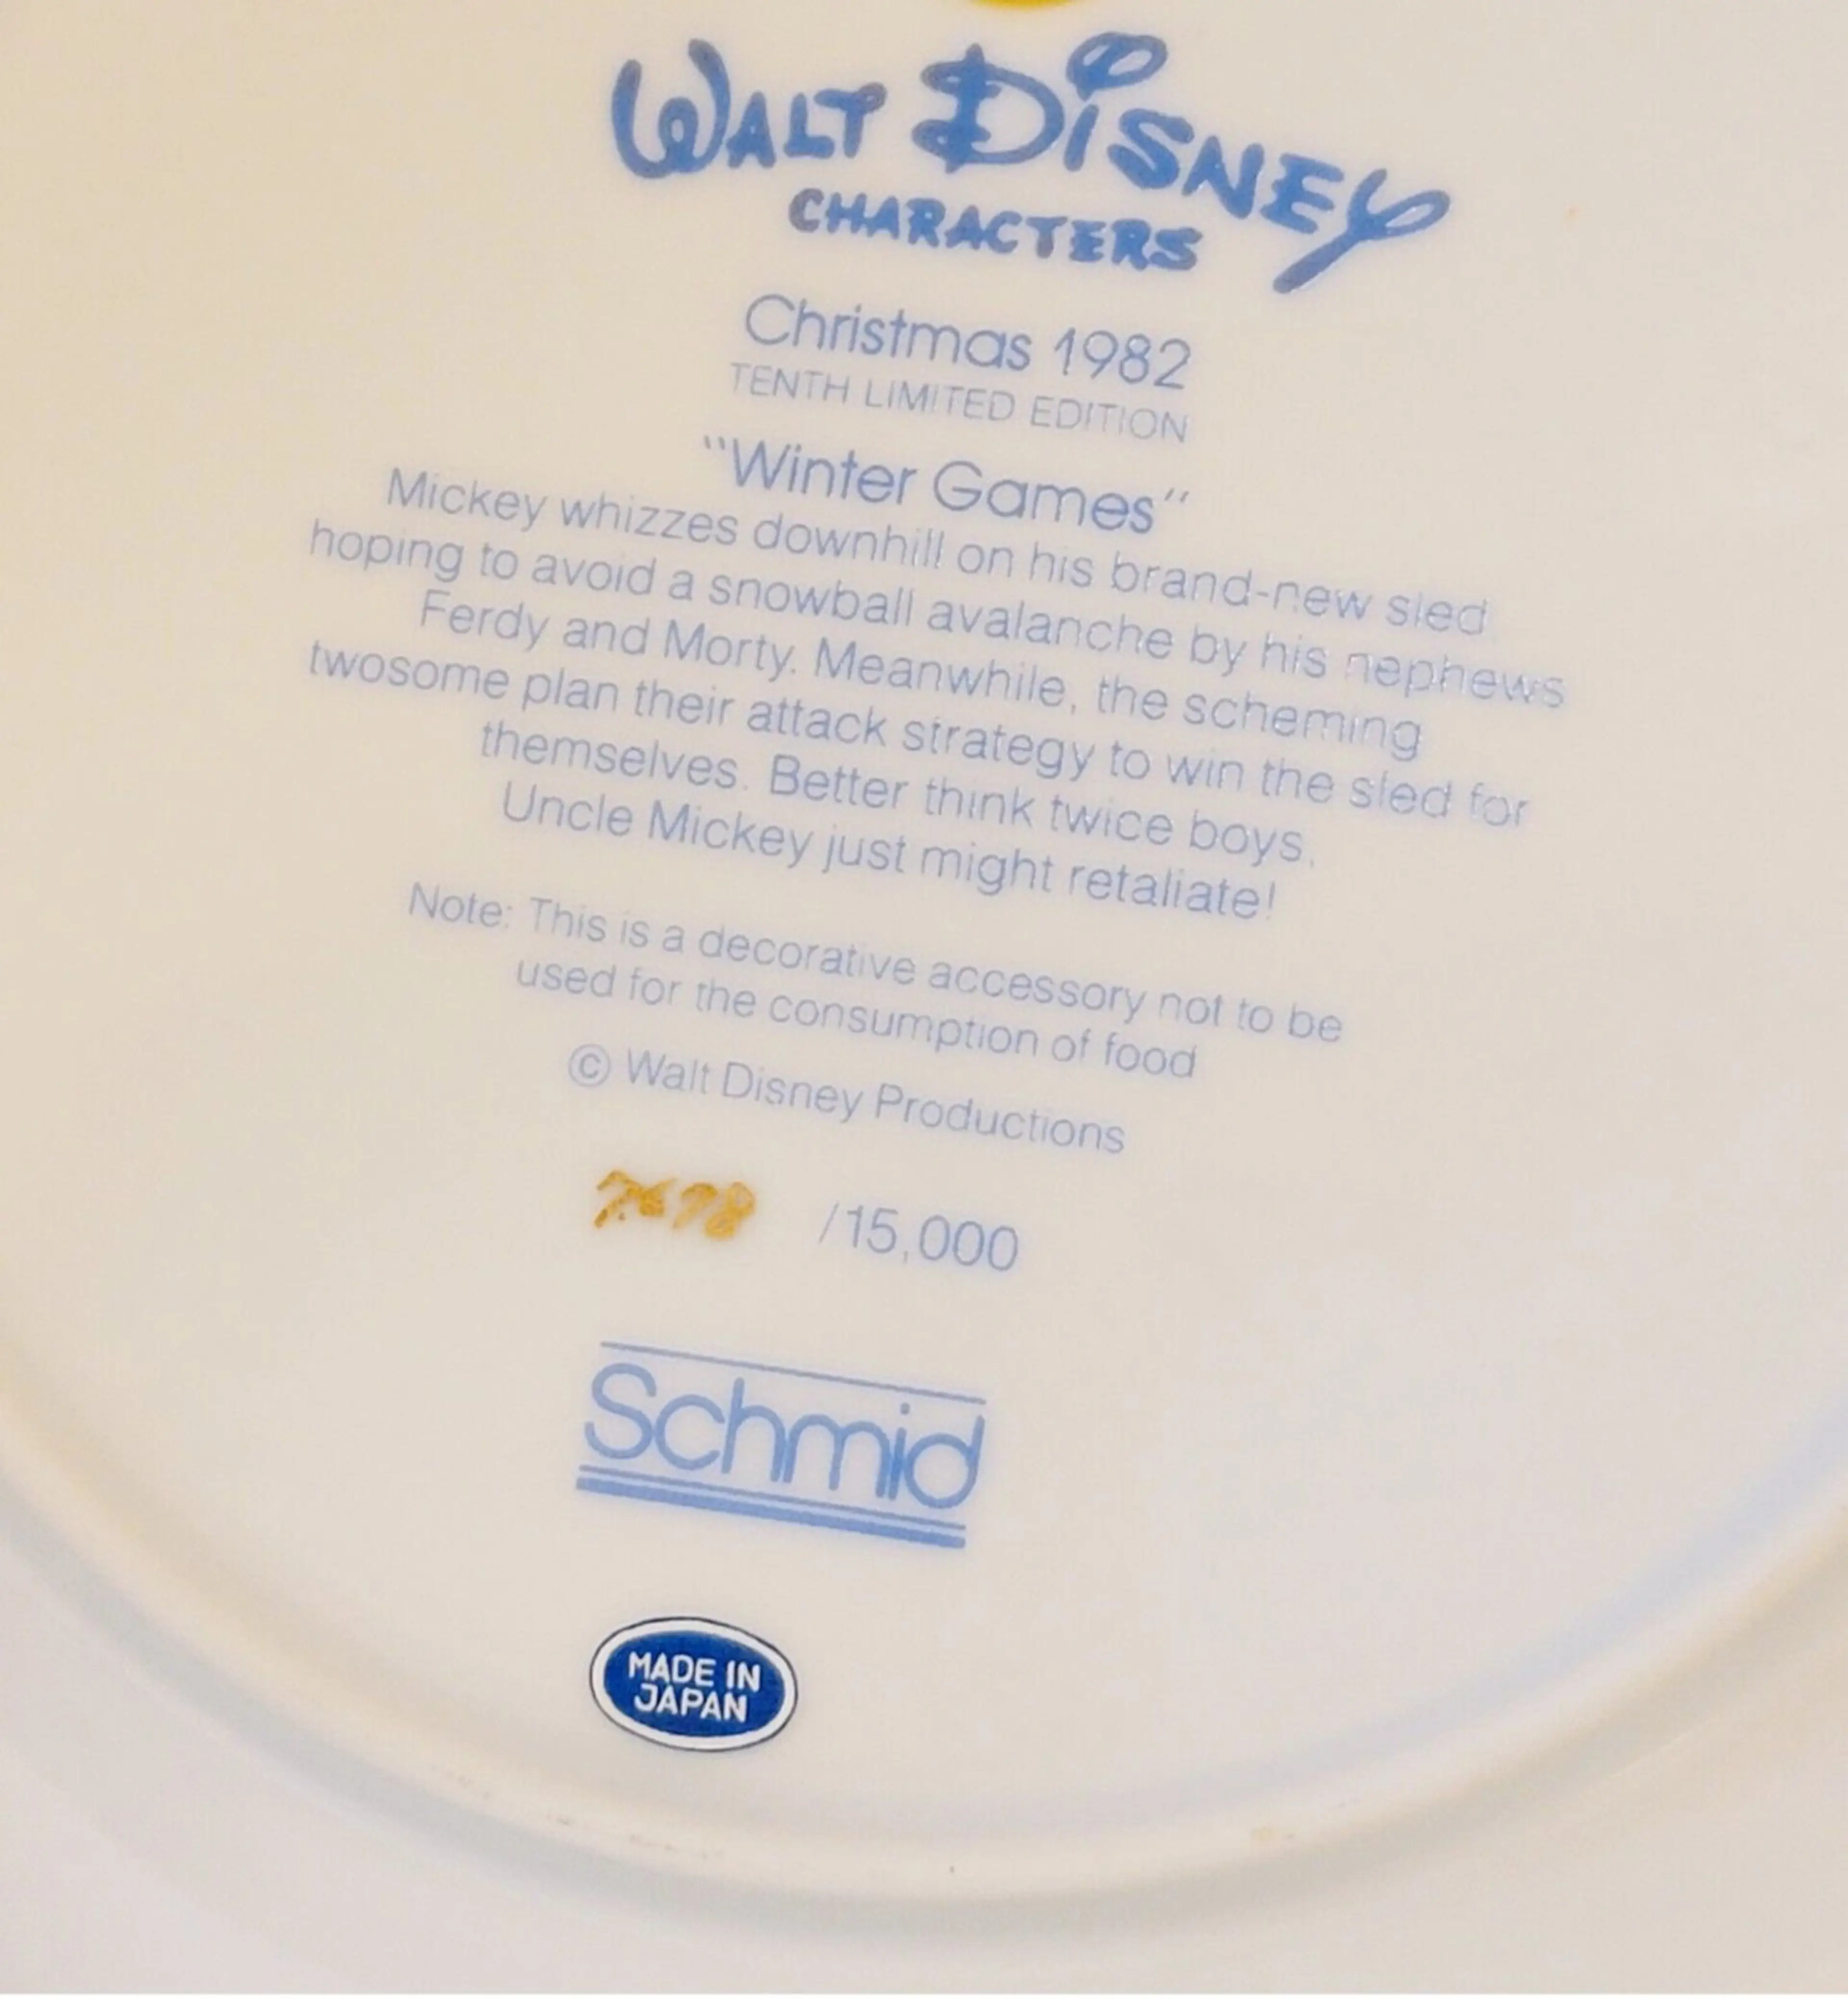 WALT DISNEY
CHARACTERS
Christmas 1982
TENTH LIMITED EDITION
"Winter Games"
Mickey whizzes downhill on his brand-new sled
hoping to avoid a snowball avalanche by his nephews
Ferdy and Morty. Meanwhile, the scheming
twosome plan their attack strategy to win the sled for
themselves. Better think twice boys,
Uncle Mickey just might retaliate!
Note: This is a decorative accessory not to be
used for the consumption of food
© Walt Disney Productions
/15,000
Schmid
MADE IN
JAPAN